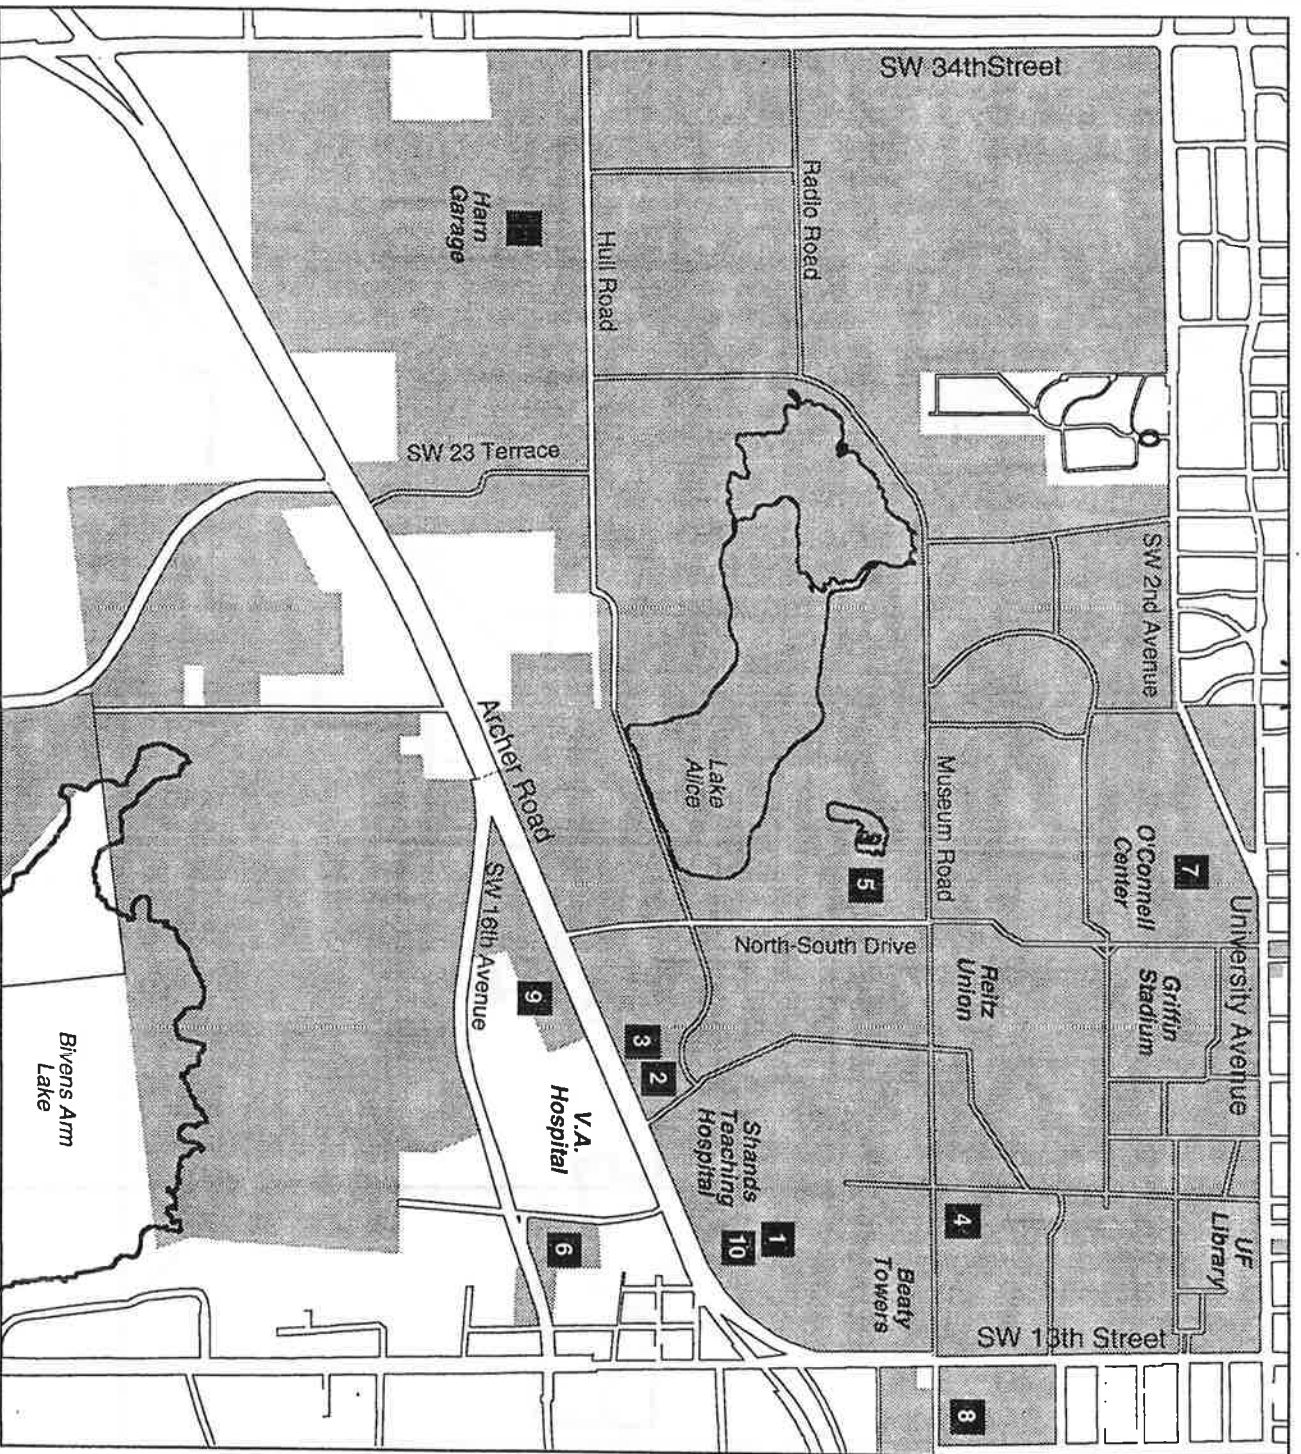 SW 34thStreet
Radio Road
Hull Road
Harn
Garage
SW 23 Terrace
SW 2nd Avenue
Archer Road
Lake
Alice
Museum Road
O'Connell
Center
7
5
University Avenue
SW 16th Avenue
North-South Drive
Reitz
Union
Griffin
Stadium
9
3
2
Bivens Arm
Lake
V.A.
Hospital
Shands
Teaching
Hospital
4
1
10
6
UF
Library
Beaty
Towers
SW 13th Street
8